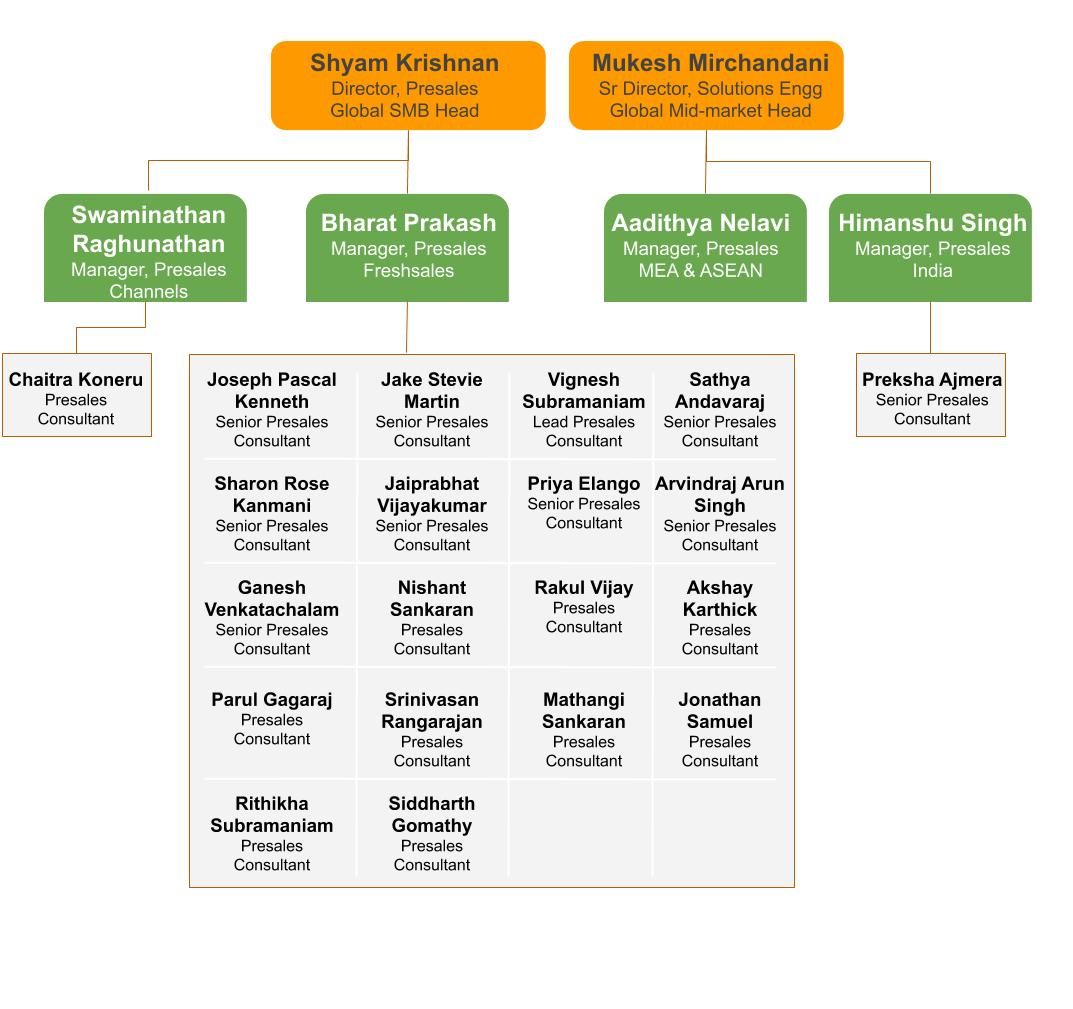 Shyam Krishnan
Director, Presales
Global SMB Head
Mukesh Mirchandani
Sr Director, Solutions Engg
Global Mid-market Head
Swaminathan
Raghunathan
Manager, Presales
Channels
Bharat Prakash
Manager, Presales
Freshsales
Aadithya Nelavi
Manager, Presales
MEA & ASEAN
Himanshu Singh
Manager, Presales
India
Chaitra Koneru
Presales
Consultant
Joseph Pascal
Kenneth
Senior Presales
Consultant
Jake Stevie
Martin
Senior Presales
Consultant
Vignesh
Subramaniam
Lead Presales
Consultant
Sathya
Andavaraj
Senior Presales
Consultant
Preksha Ajmera
Senior Presales
Consultant
Sharon Rose
Kanmani
Senior Presales
Consultant
Jaiprabhat
Vijayakumar
Senior Presales
Consultant
Priya Elango
Senior Presales
Consultant
Arvindraj Arun
Singh
Senior Presales
Consultant
Ganesh
Venkatachalam
Senior Presales
Consultant
Nishant
Sankaran
Presales
Consultant
Rakul Vijay
Presales
Consultant
Akshay
Karthick
Presales
Consultant
Parul Gagaraj
Presales
Consultant
Srinivasan
Rangarajan
Presales
Consultant
Mathangi
Sankaran
Presales
Consultant
Jonathan
Samuel
Presales
Consultant
Rithikha
Subramaniam
Presales
Consultant
Siddharth
Gomathy
Presales
Consultant